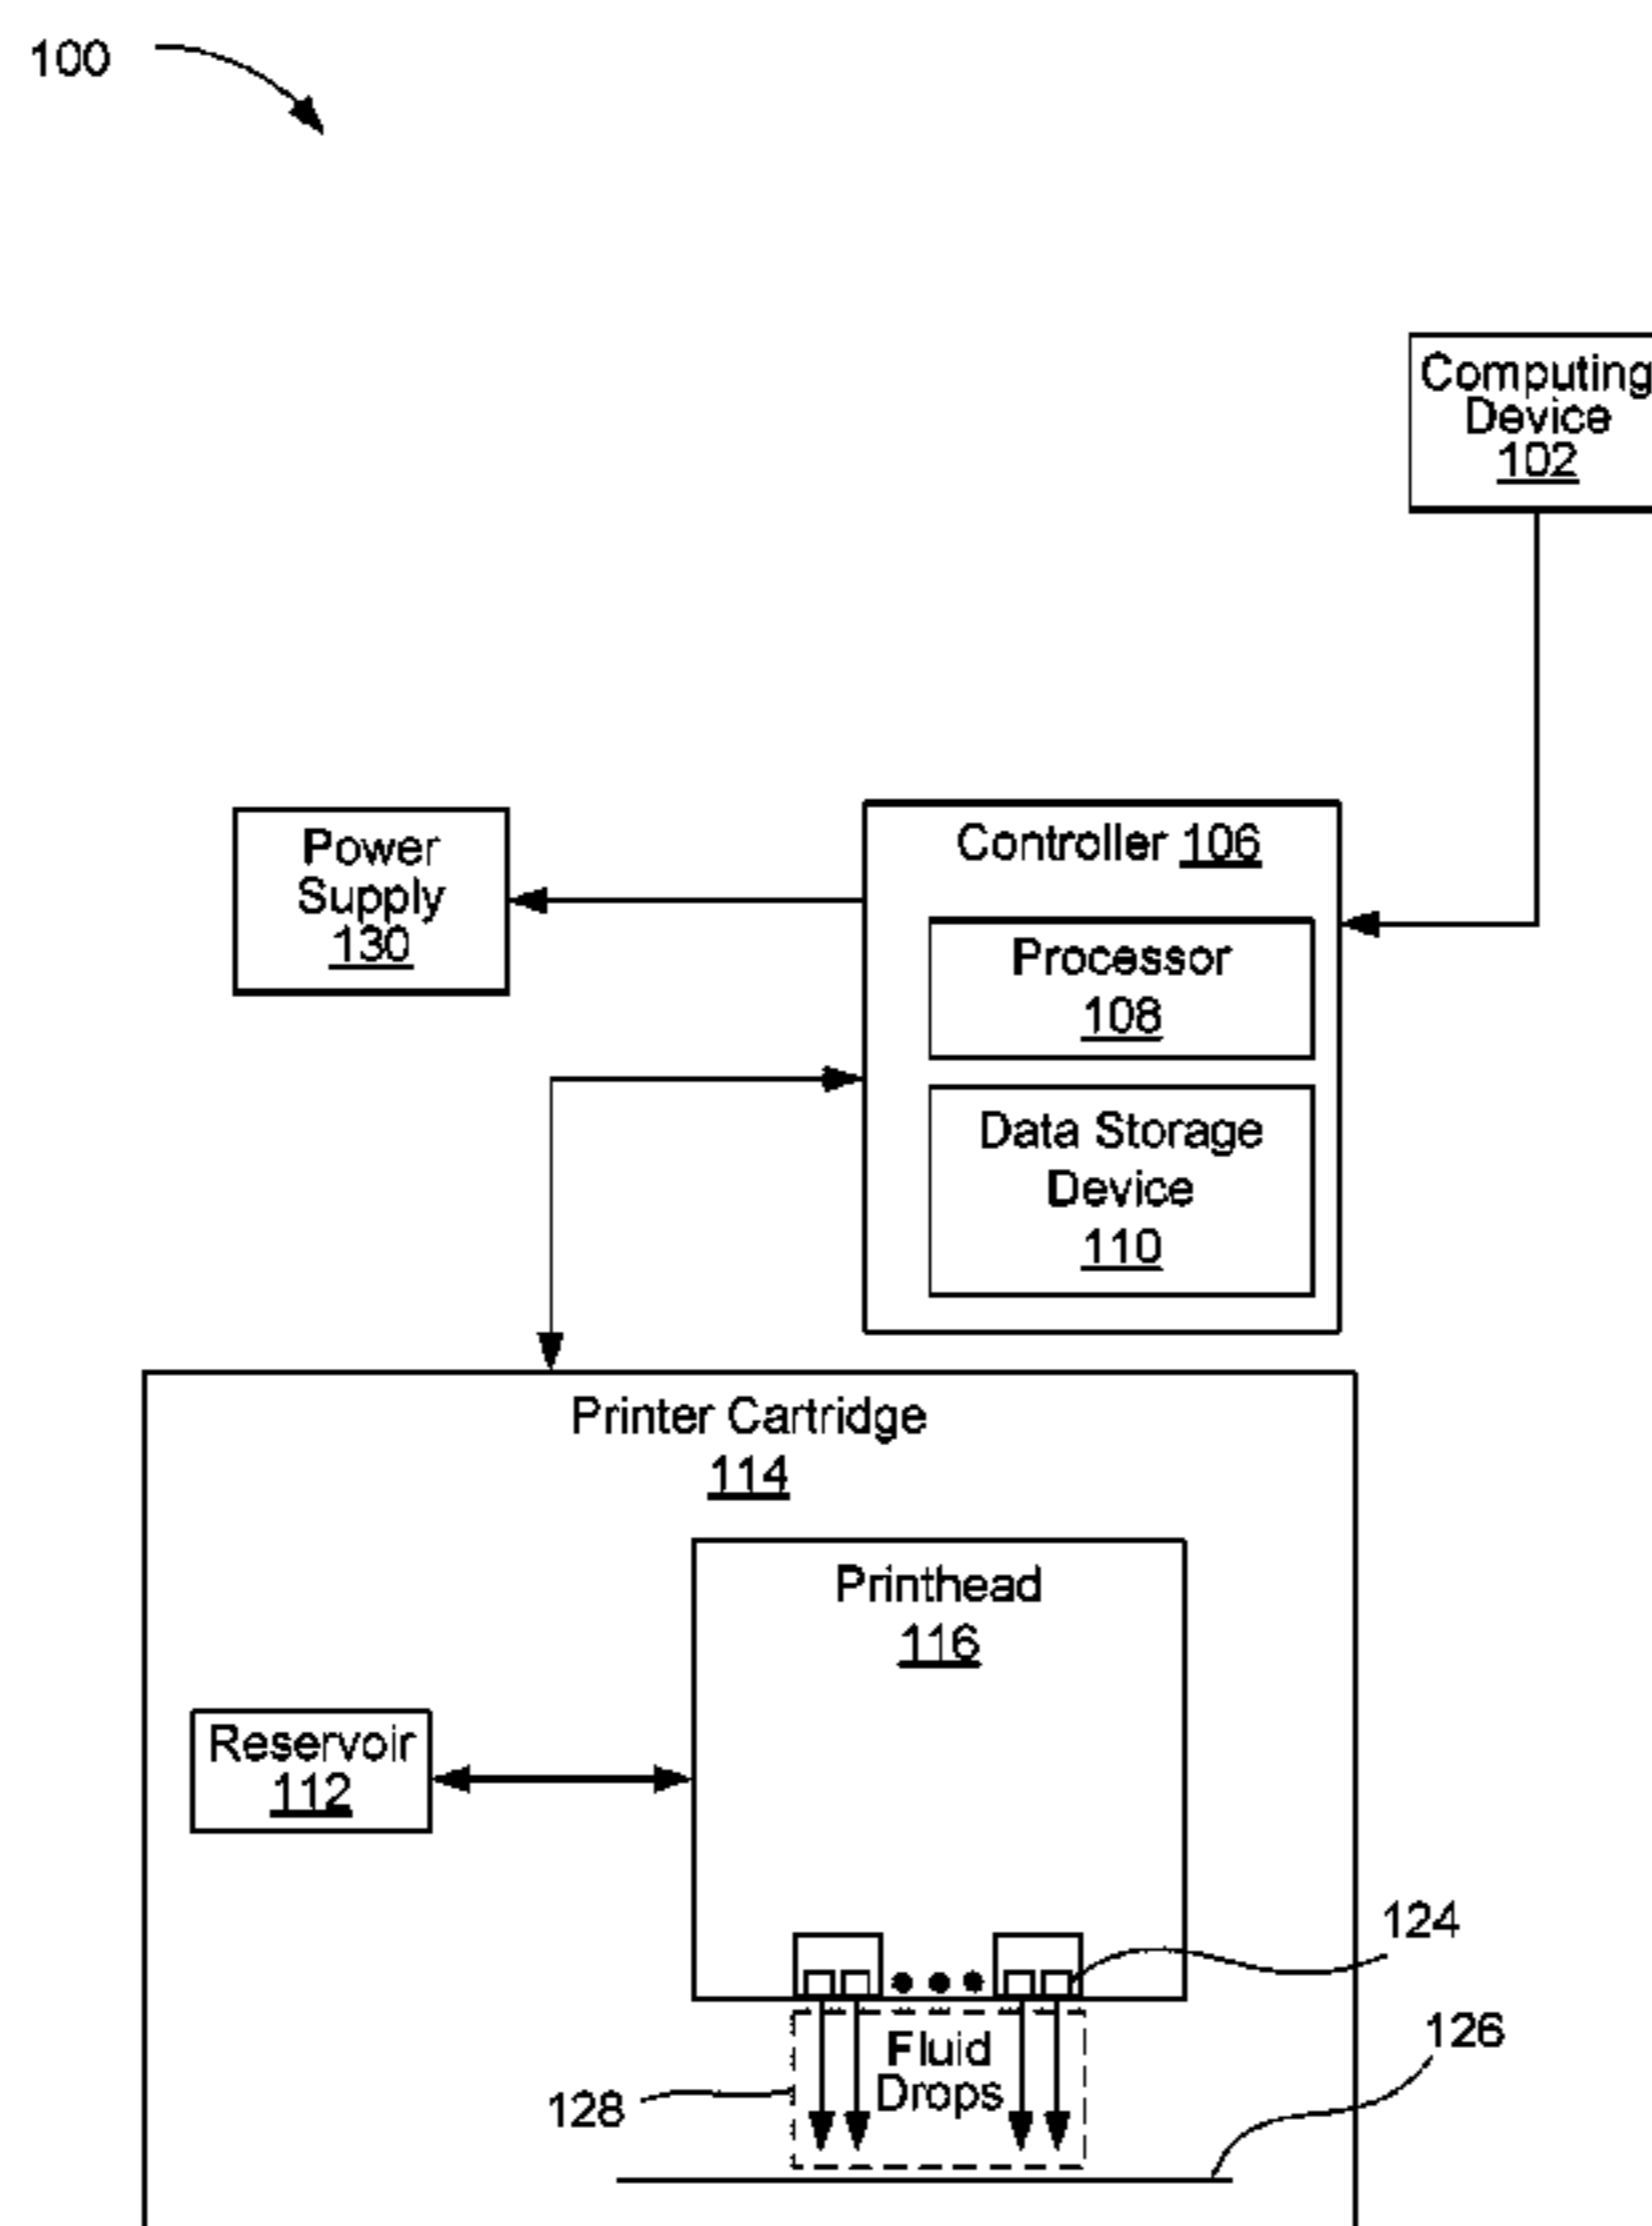 100
Computing
Device
102
Power
Supply
130
Controller 106
Processor
108
Data Storage
Device
110
Printer Cartridge
114
Printhead
116
Reservoir
112
124
126
Fluid
Drops
128